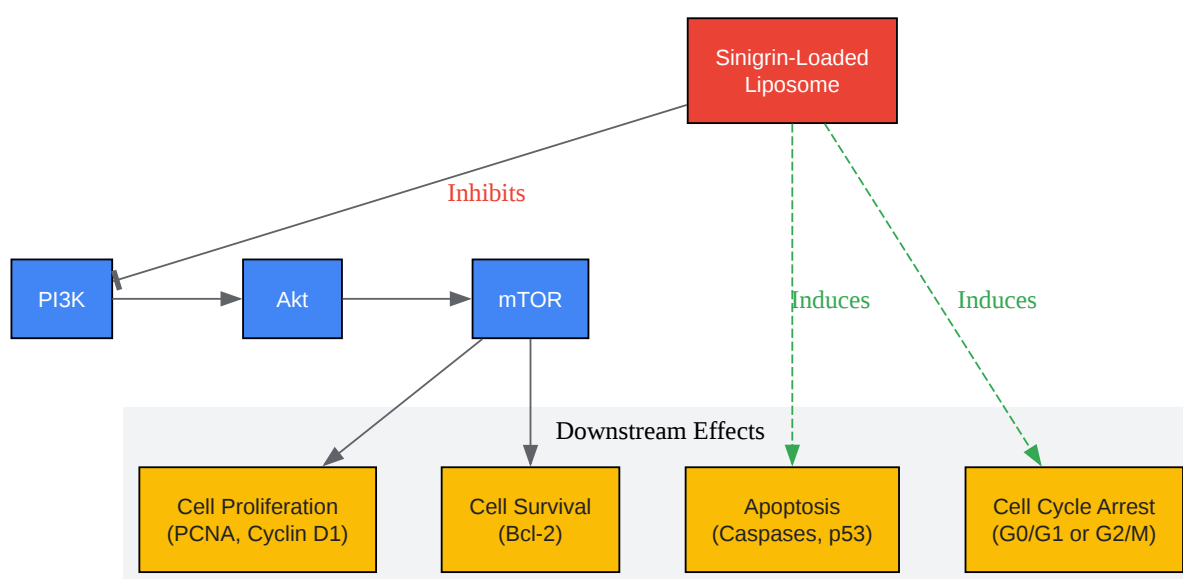 Sinigrin-Loaded
Liposome
Inhibits
PI3K
Akt
mTOR
Induces
Induces
Downstream Effects
Cell Proliferation
(PCNA, Cyclin D1)
Cell Survival
(Bcl-2)
Apoptosis
(Caspases, p53)
Cell Cycle Arrest
(G0/G1 or G2/M)